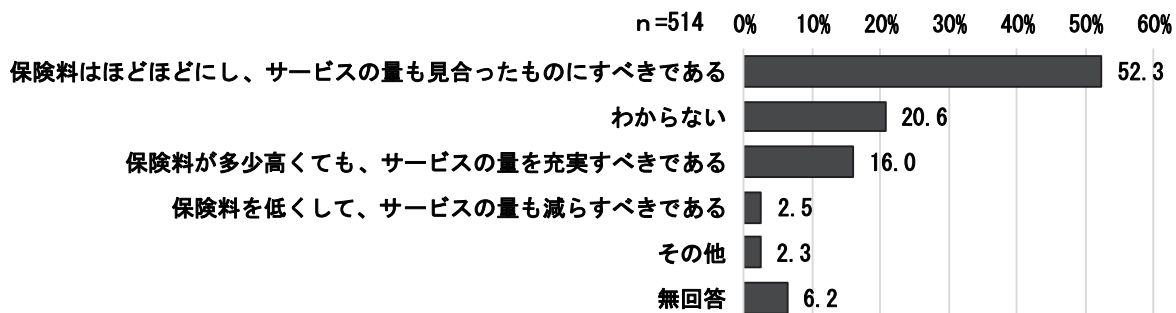 n=514 0% 10% 20% 30% 40% 50% 60%
保険料はほどほどにし、サービスの量も見合ったものにすべきである 52.3
わからない 20.6
保険料が多少高くても、サービスの量を充実すべきである 16.0
保険料を低くして、サービスの量も減らすべきである 2.5
その他 2.3
無回答 6.2